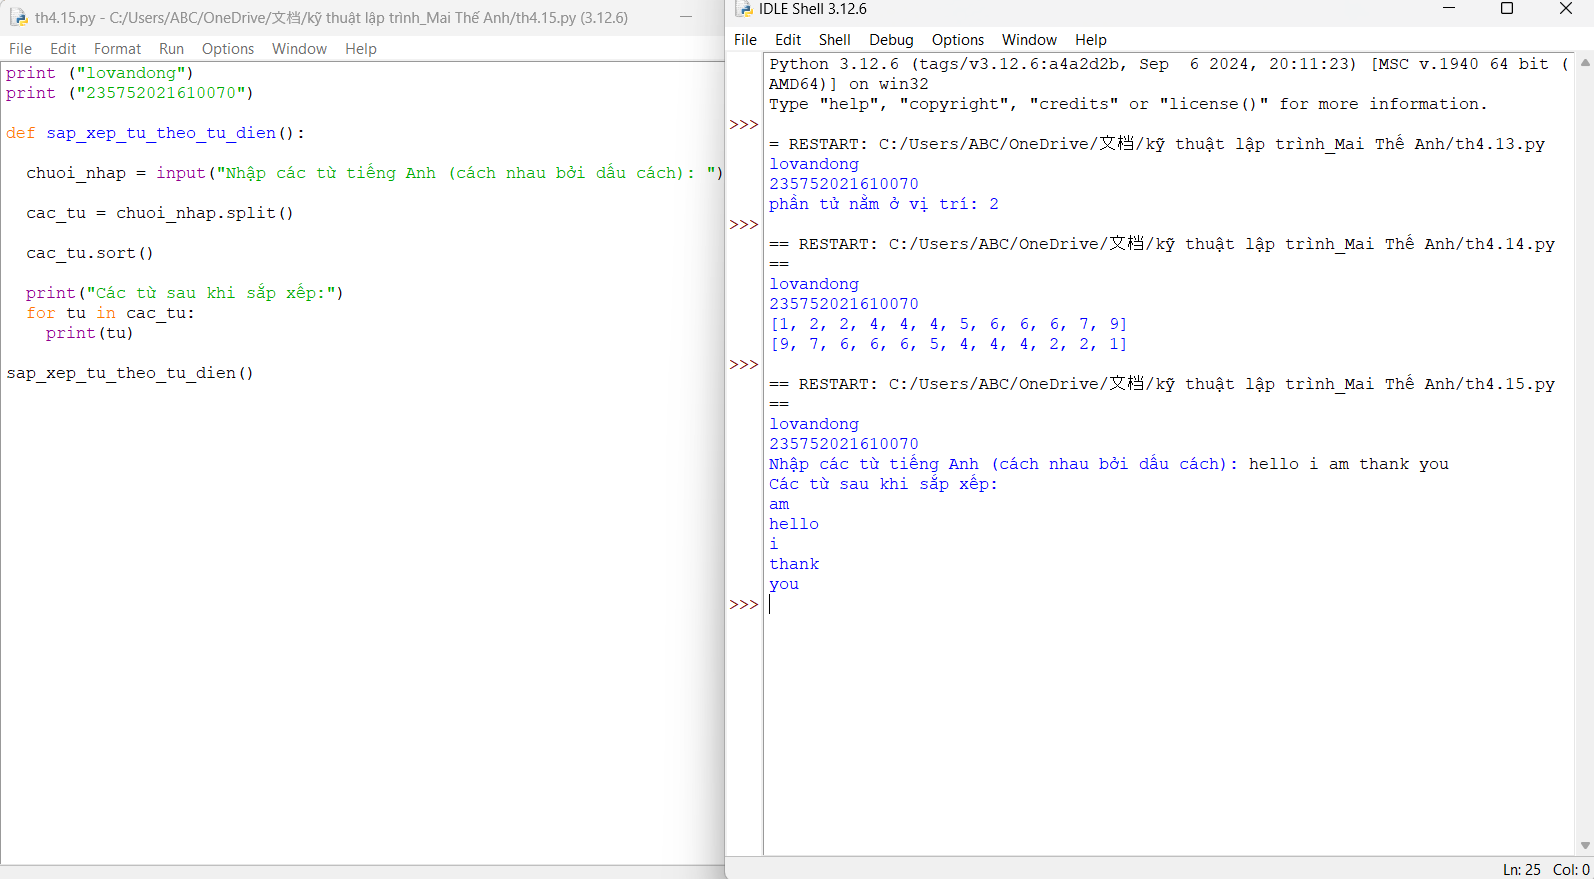 th4.15.py - C:/Users/ABC/OneDrive/文档/kỹ thuật lập trình_Mai Thế Anh/th4.15.py (3.12.6)
File Edit Format Run Options Window Help
print ("lovandong")
print ("235752021610070")
def sap_xep_tu_theo_tu_dien():
chuoi_nhap = input("Nhập các từ tiếng Anh (cách nhau bởi dấu cách): ")
cac_tu = chuoi_nhap.split()
cac_tu.sort()
print("Các từ sau khi sắp xếp:")
for tu in cac_tu:
print(tu)
sap_xep_tu_theo_tu_dien()
IDLE Shell 3.12.6
File Edit Shell Debug Options Window Help
Python 3.12.6 (tags/v3.12.6:a4a2d2b, Sep  6 2024, 20:11:23) [MSC v.1940 64 bit (
AMD64)] on win32
Type "help", "copyright", "credits" or "license()" for more information.
>>>
= RESTART: C:/Users/ABC/OneDrive/文档/kỹ thuật lập trình_Mai Thế Anh/th4.13.py
lovandong
235752021610070
phần tử nằm ở vị trí: 2
>>>
== RESTART: C:/Users/ABC/OneDrive/文档/kỹ thuật lập trình_Mai Thế Anh/th4.14.py
==
lovandong
235752021610070
[1, 2, 2, 4, 4, 4, 5, 6, 6, 6, 7, 9]
[9, 7, 6, 6, 6, 5, 4, 4, 4, 2, 2, 1]
>>>
== RESTART: C:/Users/ABC/OneDrive/文档/kỹ thuật lập trình_Mai Thế Anh/th4.15.py
==
lovandong
235752021610070
Nhập các từ tiếng Anh (cách nhau bởi dấu cách): hello i am thank you
Các từ sau khi sắp xếp:
am
hello
i
thank
you
>>>
Ln: 25 Col: 0